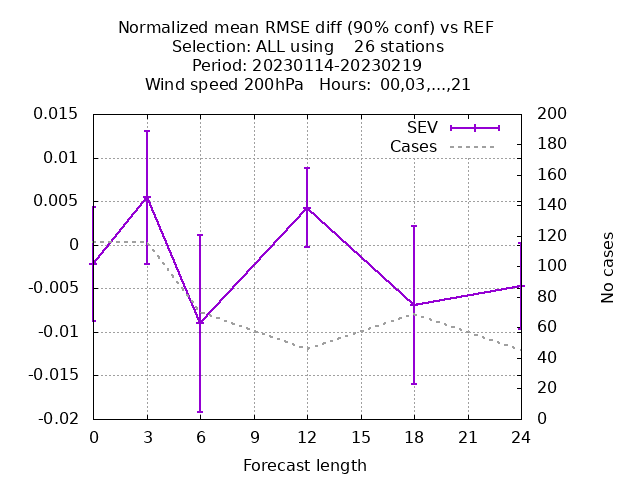 Normalized mean RMSE diff (90% conf) vs REF
Selection: ALL using    26 stations
Period: 20230114-20230219
Wind speed 200hPa   Hours:  00,03,...,21
SEV
Cases
0.015
0.01
0.005
0
-0.005
-0.01
-0.015
-0.02
200
180
160
140
120
100
80
60
40
20
0
No cases
0 3 6 9 12 15 18 21 24
Forecast length